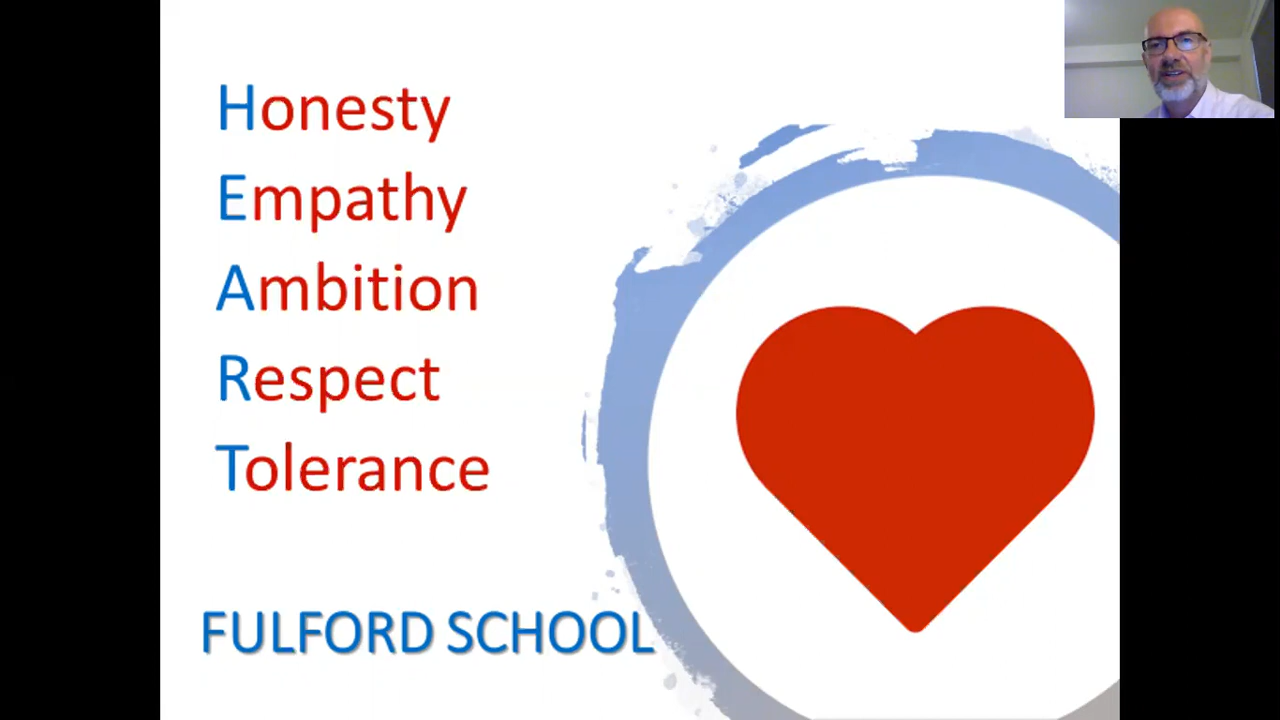 Honesty
Empathy
Ambition
Respect
Tolerance
FULFORD SCHOOL